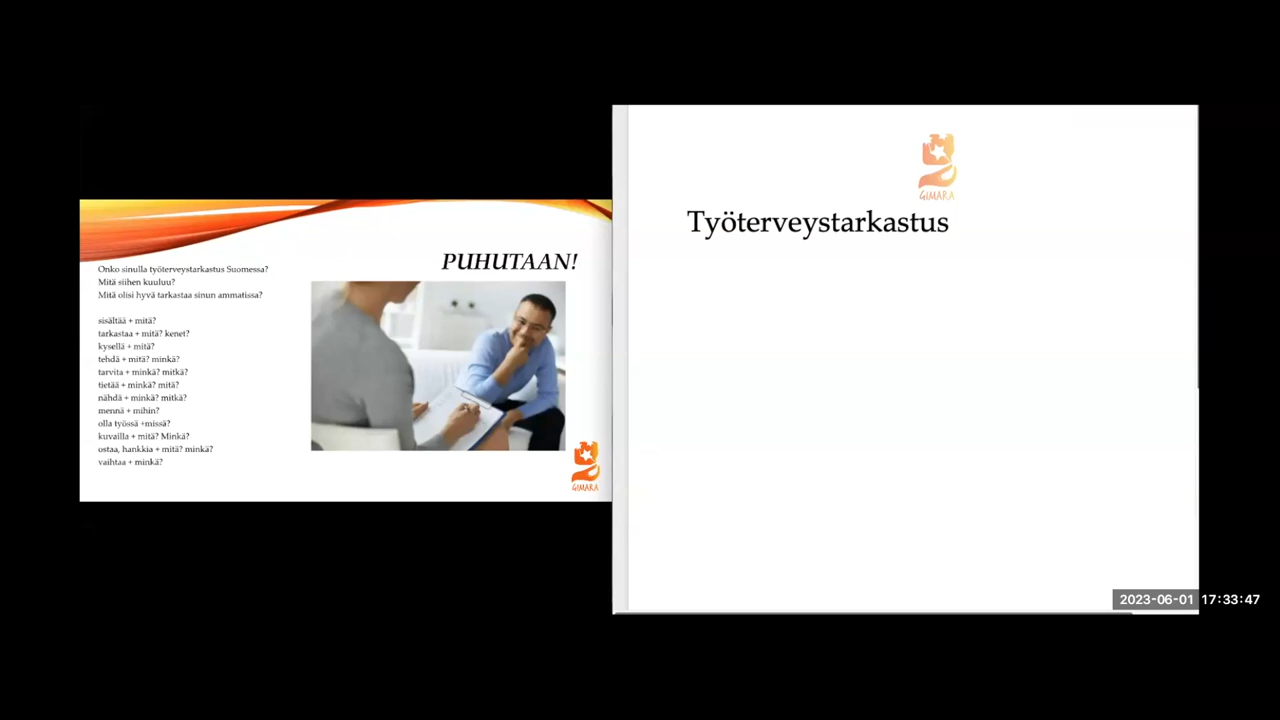 PUHUTAAN!
Onko sinulla työterveystarkastus Suomessa?
Mitä siihen kuuluu?
Mitä olisi hyvä tarkastaa sinun ammatissa?
sisältää + mitä?
tarkastaa + mitä? kenet?
kysellä + mitä?
tehdä + mitä? minkä?
tarvita + minkä? mitkä?
tietää + minkä? mitä?
nähdä + minkä? mitkä?
mennä + mihin?
olla työssä +missä?
kuvailla + mitä? Minkä?
ostaa, hankkia + mitä? minkä?
vaihtaa + minkä?
GIMARA
GIMARA
Työterveystarkastus
2023-06-01 17:33:47